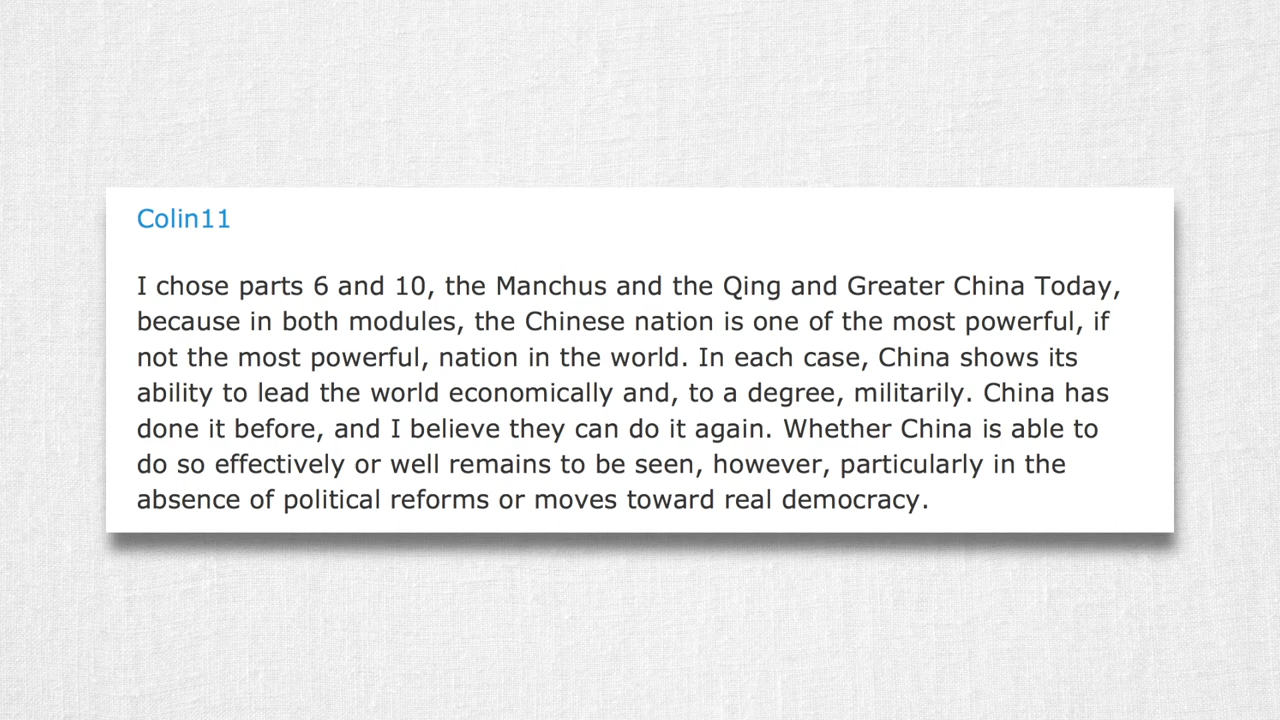 Colin11
I chose parts 6 and 10, the Manchus and the Qing and Greater China Today,
because in both modules, the Chinese nation is one of the most powerful, if
not the most powerful, nation in the world. In each case, China shows its
ability to lead the world economically and, to a degree, militarily. China has
done it before, and I believe they can do it again. Whether China is able to
do so effectively or well remains to be seen, however, particularly in the
absence of political reforms or moves toward real democracy.